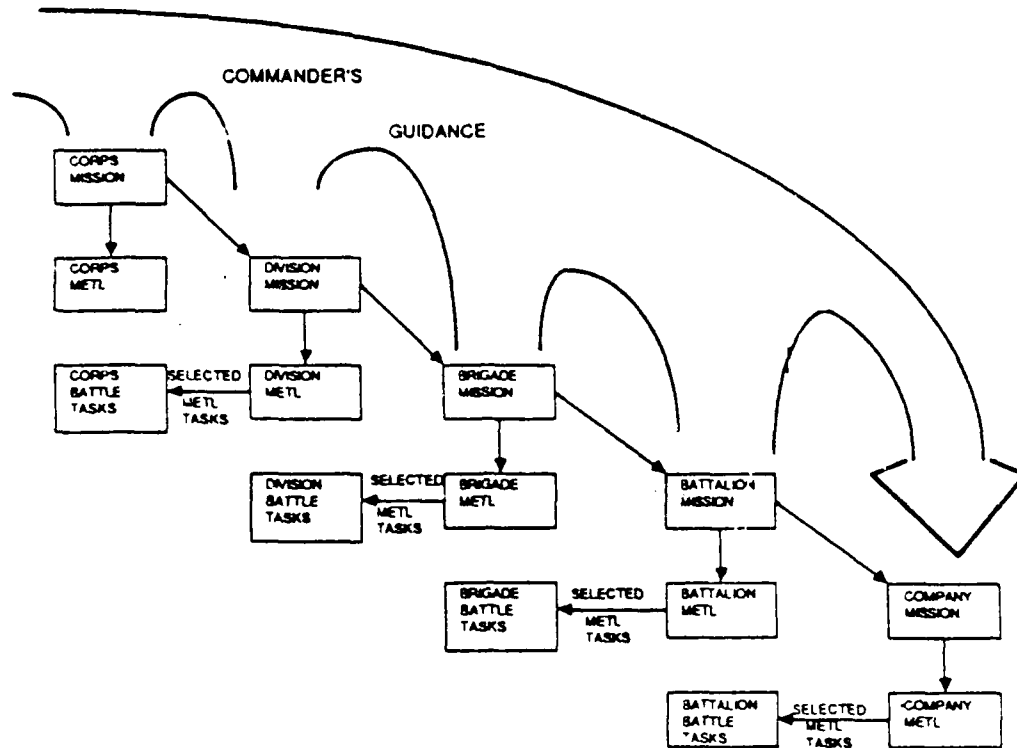 COMMANDER'S
GUIDANCE
CORPS
MISSION
CORPS
METL
DIVISION
MISSION
CORPS
BATTLE
TASKS
SELECTED
METL
TASKS
DIVISION
METL
BRIGADE
MISSION
DIVISION
BATTLE
TASKS
SELECTED
METL
TASKS
BRIGADE
METL
BATTALION
MISSION
BRIGADE
BATTLE
TASKS
SELECTED
METL
TASKS
BATTALION
METL
COMPANY
MISSION
BATTALION
BATTLE
TASKS
SELECTED
METL
TASKS
COMPANY
METL